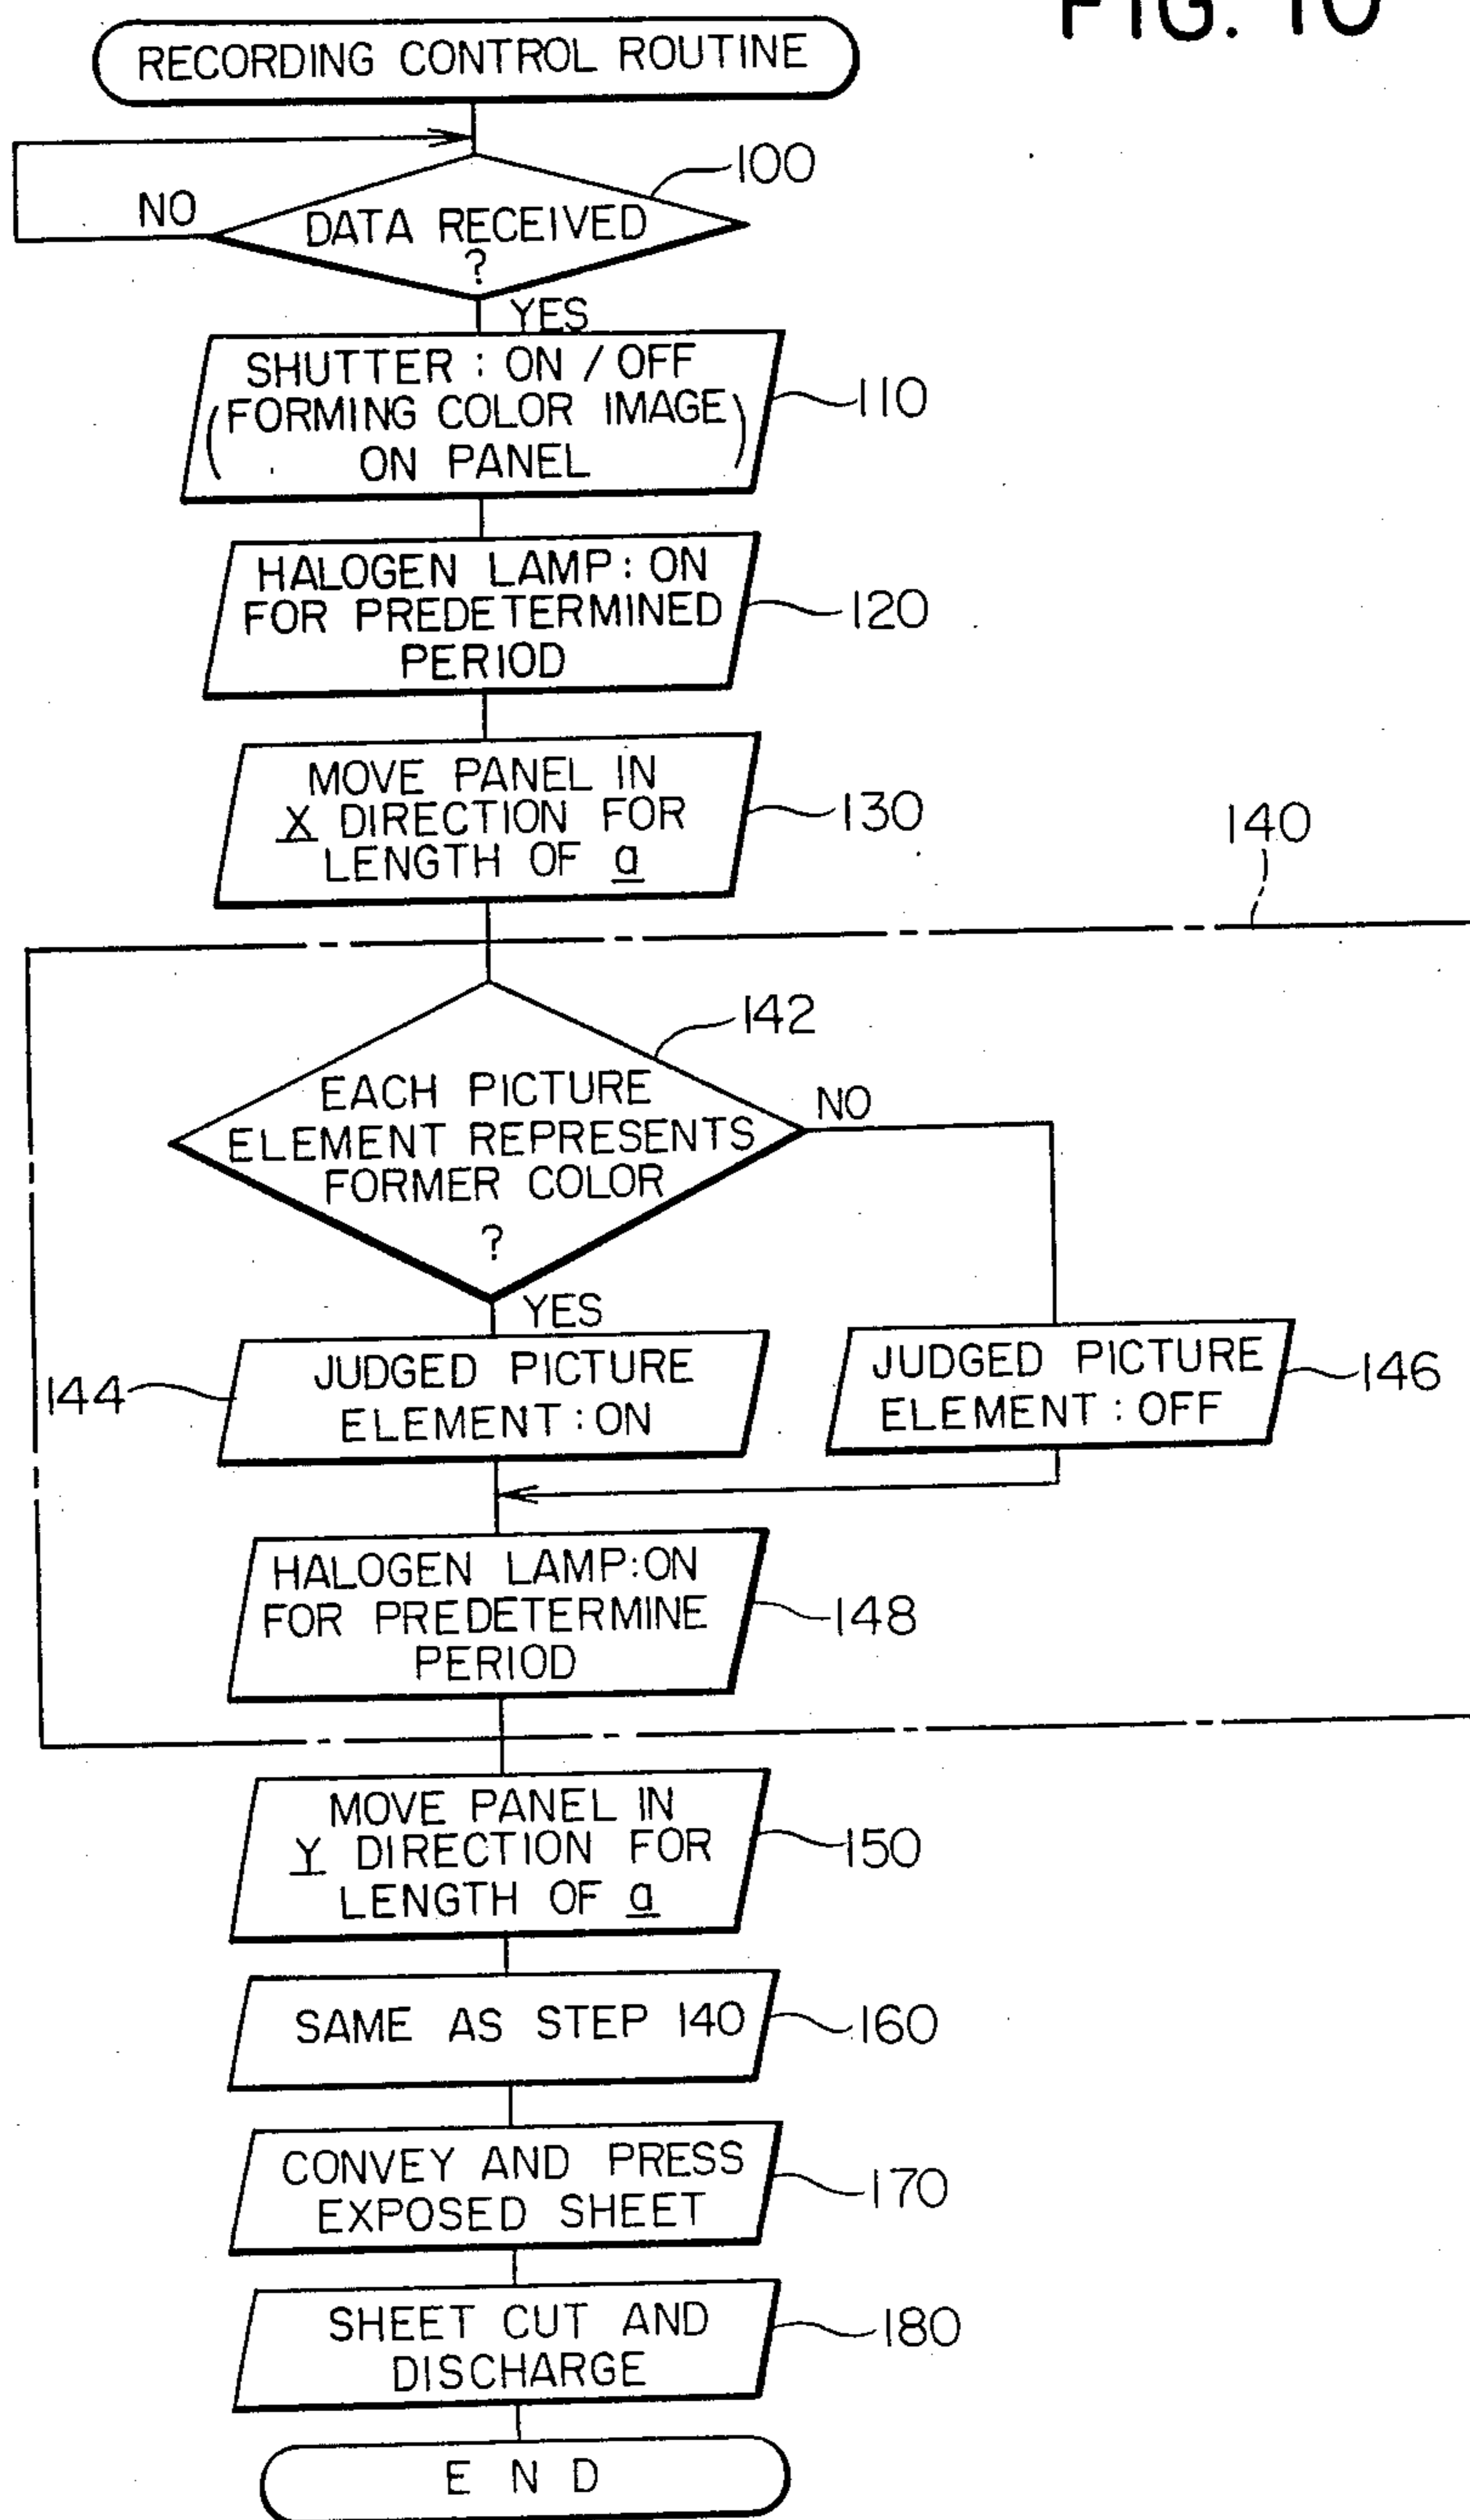 FIG. 10
RECORDING CONTROL ROUTINE
100
NO
DATA RECEIVED
?
YES
SHUTTER : ON / OFF
(FORMING COLOR IMAGE)
ON PANEL
110
HALOGEN LAMP: ON
FOR PREDETERMINED
PERIOD
120
MOVE PANEL IN
X DIRECTION FOR
LENGTH OF a
130
140
142
EACH PICTURE
ELEMENT REPRESENTS
FORMER COLOR
?
NO
YES
144
JUDGED PICTURE
ELEMENT : ON
JUDGED PICTURE
ELEMENT : OFF
146
HALOGEN LAMP:ON
FOR PREDETERMINE
PERIOD
148
MOVE PANEL IN
Y DIRECTION FOR
LENGTH OF a
150
SAME AS STEP 140
160
CONVEY AND PRESS
EXPOSED SHEET
170
SHEET CUT AND
DISCHARGE
180
E N D